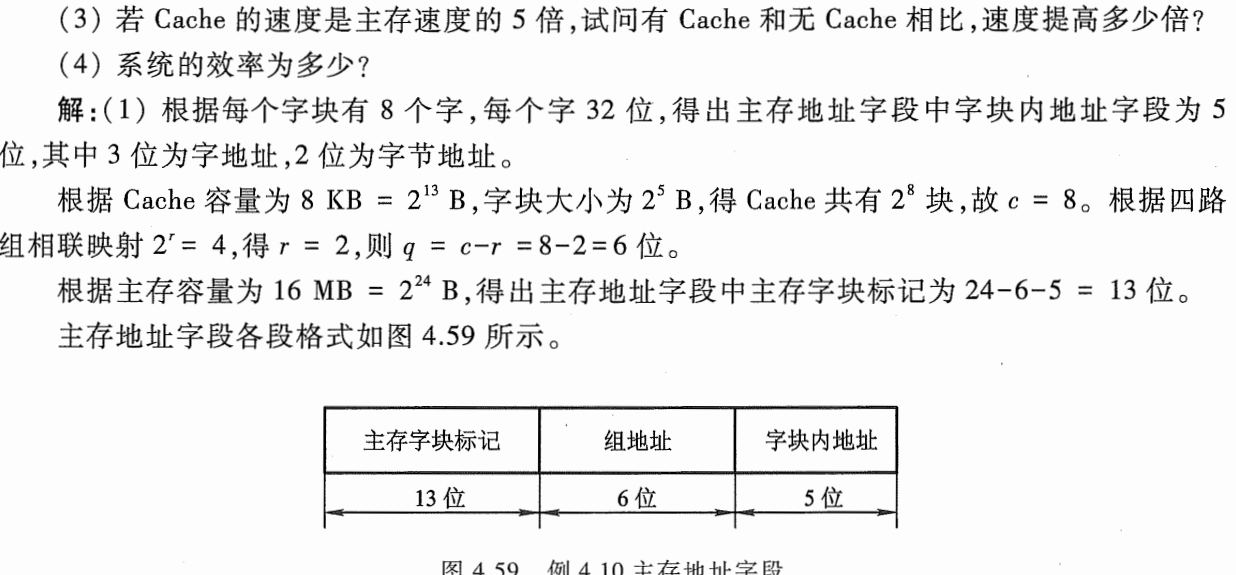 (3) 若 Cache 的速度是主存速度的 5 倍,试问有 Cache 和无 Cache 相比,速度提高多少倍?
(4) 系统的效率为多少?
解:(1) 根据每个字块有 8 个字,每个字 32 位,得出主存地址字段中字块内地址字段为 5
位,其中 3 位为字地址,2 位为字节地址。
根据 Cache 容量为 8 KB = 2¹³ B,字块大小为 2⁵ B,得 Cache 共有 2⁸ 块,故 c = 8。根据四路
组相联映射 2ʳ = 4,得 r = 2,则 q = c-r = 8-2=6 位。
根据主存容量为 16 MB = 2²⁴ B,得出主存地址字段中主存字块标记为 24-6-5 = 13 位。
主存地址字段各段格式如图 4.59 所示。
主存字块标记 组地址 字块内地址
13 位 6 位 5 位
图 4.59 例 4.10 主存地址字段